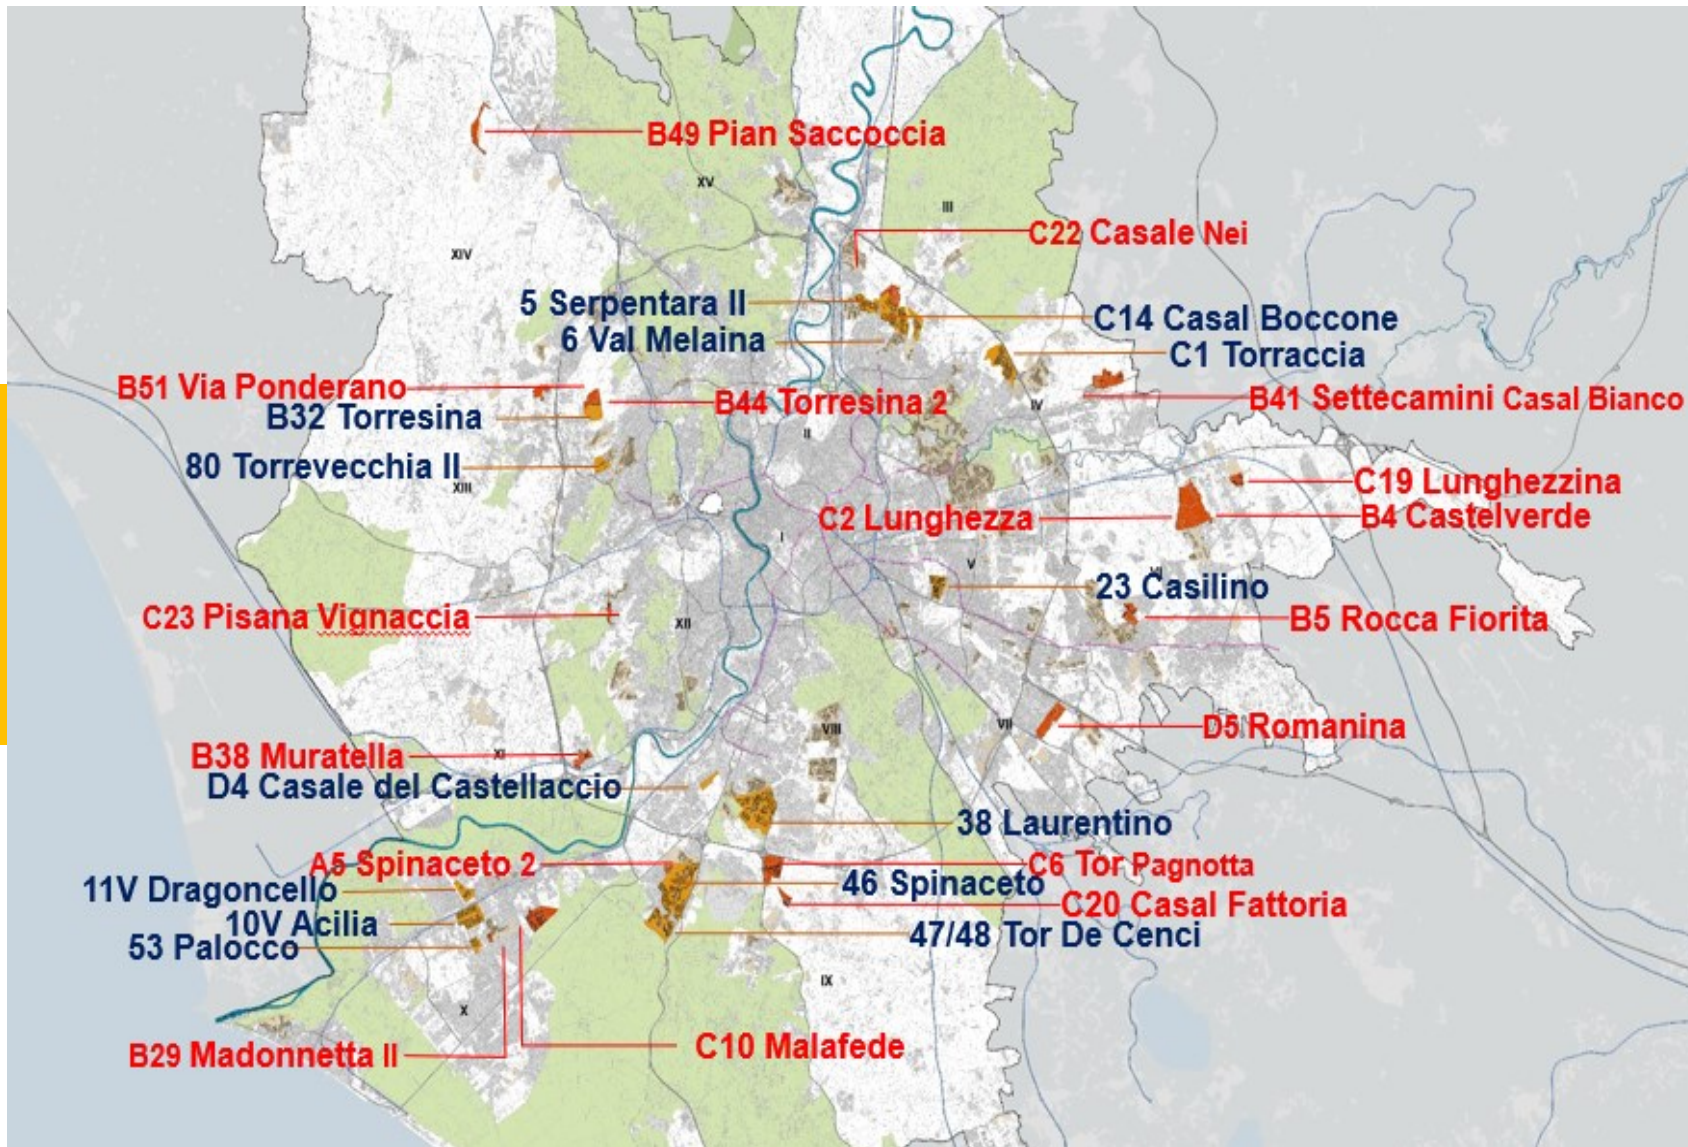 B49 Pian Saccoccia
XV
III
C22 Casale Nei
XIV
5 Serpentara II
C14 Casal Boccone
6 Val Melaina
C1 Torraccia
B51 Via Ponderano
B44 Torresina 2
B41 Settecamini Casal Bianco
IV
B32 Torresina
II
80 Torrevecchia II
XIII
C19 Lunghezzina
C2 Lunghezza
B4 Castelverde
I
V
VI
23 Casilino
C23 Pisana Vignaccia
XII
B5 Rocca Fiorita
VIII
VII
D5 Romanina
XI
B38 Muratella
D4 Casale del Castellaccio
38 Laurentino
A5 Spinaceto 2
C6 Tor Pagnotta
11V Dragoncello
46 Spinaceto
C20 Casal Fattoria
10V Acilia
53 Palocco
47/48 Tor De Cenci
IX
X
B29 Madonnetta II
C10 Malafede